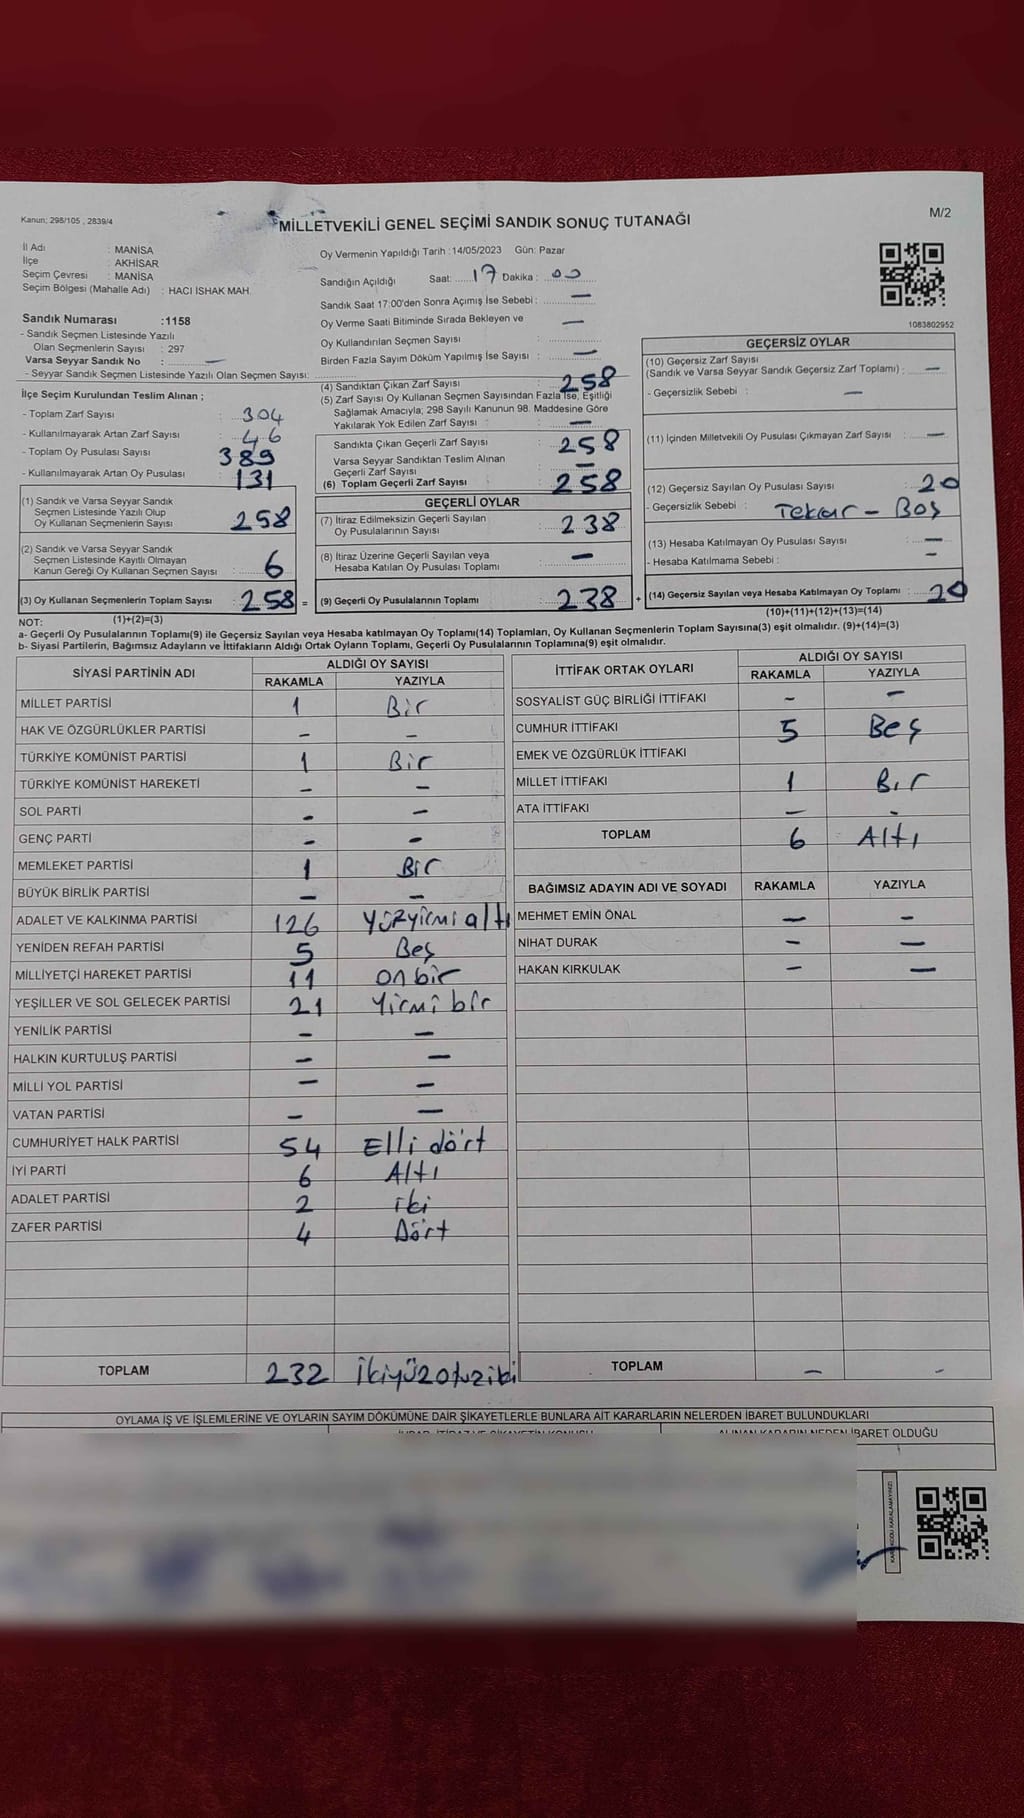 Kanun; 298/105 , 2839/4
MİLLETVEKİLİ GENEL SEÇİMİ SANDIK SONUÇ TUTANAĞI
M/2
İl Adı : MANİSA
İlçe : AKHİSAR
Seçim Çevresi : MANİSA
Seçim Bölgesi (Mahalle Adı) : HACI İSHAK MAH.
Sandık Numarası :1158
- Sandık Seçmen Listesinde Yazılı
Olan Seçmenlerin Sayısı : 297
Varsa Seyyar Sandık No : —
- Seyyar Sandık Seçmen Listesinde Yazılı Olan Seçmen Sayısı:
Oy Vermenin Yapıldığı Tarih : 14/05/2023 Gün: Pazar
Sandığın Açıldığı Saat: 17 Dakika : 00
Sandık Saat 17:00'den Sonra Açımış İse Sebebi : —
Oy Verme Saati Bitiminde Sırada Bekleyen ve —
Oy Kullandırılan Seçmen Sayısı :
Birden Fazla Sayım Döküm Yapılmış İse Sayısı : —
1083802952
İlçe Seçim Kurulundan Teslim Alınan ;
- Toplam Zarf Sayısı : 304
- Kullanılmayarak Artan Zarf Sayısı : 46
- Toplam Oy Pusulası Sayısı : 389
- Kullanılmayarak Artan Oy Pusulası : 131
(1) Sandık ve Varsa Seyyar Sandık
Seçmen Listesinde Yazılı Olup
Oy Kullanan Seçmenlerin Sayısı : 258
(2) Sandık ve Varsa Seyyar Sandık
Seçmen Listesinde Kayıtlı Olmayan
Kanun Gereği Oy Kullanan Seçmen Sayısı : 6
(3) Oy Kullanan Seçmenlerin Toplam Sayısı : 258 =
(1)+(2)=(3)
(4) Sandıktan Çıkan Zarf Sayısı : 258
(5) Zarf Sayısı Oy Kullanan Seçmen Sayısından Fazla İse, Eşitliği
Sağlamak Amacıyla; 298 Sayılı Kanunun 98. Maddesine Göre
Yakılarak Yok Edilen Zarf Sayısı : —
Sandıkta Çıkan Geçerli Zarf Sayısı : 258
Varsa Seyyar Sandıktan Teslim Alınan
Geçerli Zarf Sayısı : —
(6) Toplam Geçerli Zarf Sayısı : 258
GEÇERLİ OYLAR
(7) İtiraz Edilmeksizin Geçerli Sayılan
Oy Pusulalarının Sayısı : 238
(8) İtiraz Üzerine Geçerli Sayılan veya
Hesaba Katılan Oy Pusulası Toplamı : —
(9) Geçerli Oy Pusulalarının Toplamı : 238 +
GEÇERSİZ OYLAR
(10) Geçersiz Zarf Sayısı
(Sandık ve Varsa Seyyar Sandık Geçersiz Zarf Toplamı) : —
- Geçersizlik Sebebi : —
(11) İçinden Milletvekili Oy Pusulası Çıkmayan Zarf Sayısı : —
(12) Geçersiz Sayılan Oy Pusulası Sayısı : 20
- Geçersizlik Sebebi : Tekrar - Boş
(13) Hesaba Katılmayan Oy Pusulası Sayısı : —
- Hesaba Katılmama Sebebi : —
(14) Geçersiz Sayılan veya Hesaba Katılmayan Oy Toplamı : 20
(10)+(11)+(12)+(13)=(14)
NOT:
a- Geçerli Oy Pusulalarının Toplamı(9) ile Geçersiz Sayılan veya Hesaba katılmayan Oy Toplamı(14) Toplamları, Oy Kullanan Seçmenlerin Toplam Sayısına(3) eşit olmalıdır. (9)+(14)=(3)
b- Siyasi Partilerin, Bağımsız Adayların ve İttifakların Aldığı Ortak Oyların Toplamı, Geçerli Oy Pusulalarının Toplamına(9) eşit olmalıdır.
SİYASİ PARTİNİN ADI ALDIĞI OY SAYISI
RAKAMLA YAZIYLA
MİLLET PARTİSİ 1 Bir
HAK VE ÖZGÜRLÜKLER PARTİSİ - -
TÜRKİYE KOMÜNİST PARTİSİ 1 Bir
TÜRKİYE KOMÜNİST HAREKETİ - -
SOL PARTİ - -
GENÇ PARTİ - -
MEMLEKET PARTİSİ 1 Bir
BÜYÜK BİRLİK PARTİSİ - -
ADALET VE KALKINMA PARTİSİ 126 Yüzyirmi altı
YENİDEN REFAH PARTİSİ 5 Beş
MİLLİYETÇİ HAREKET PARTİSİ 11 on bir
YEŞİLLER VE SOL GELECEK PARTİSİ 21 Yirmi bir
YENİLİK PARTİSİ - -
HALKIN KURTULUŞ PARTİSİ - -
MİLLİ YOL PARTİSİ - -
VATAN PARTİSİ - -
CUMHURİYET HALK PARTİSİ 54 Elli dört
İYİ PARTİ 6 Altı
ADALET PARTİSİ 2 iki
ZAFER PARTİSİ 4 Dört
TOPLAM 232 İkiyüzotuziki
İTTİFAK ORTAK OYLARI ALDIĞI OY SAYISI
RAKAMLA YAZIYLA
SOSYALİST GÜÇ BİRLİĞİ İTTİFAKI - -
CUMHUR İTTİFAKI 5 Beş
EMEK VE ÖZGÜRLÜK İTTİFAKI
MİLLET İTTİFAKI 1 Bir
ATA İTTİFAKI - -
TOPLAM 6 Altı
BAĞIMSIZ ADAYIN ADI VE SOYADI RAKAMLA YAZIYLA
MEHMET EMİN ÖNAL - -
NİHAT DURAK - -
HAKAN KIRKULAK - -
TOPLAM - -
OYLAMA İŞ VE İŞLEMLERİNE VE OYLARIN SAYIM DÖKÜMÜNE DAİR ŞİKAYETLERLE BUNLARA AİT KARARLARIN NELERDEN İBARET BULUNDUKLARI
ALINAN KARARIN NEDEN İBARET OLDUĞU
KAREKODU KARALAMAYINIZ